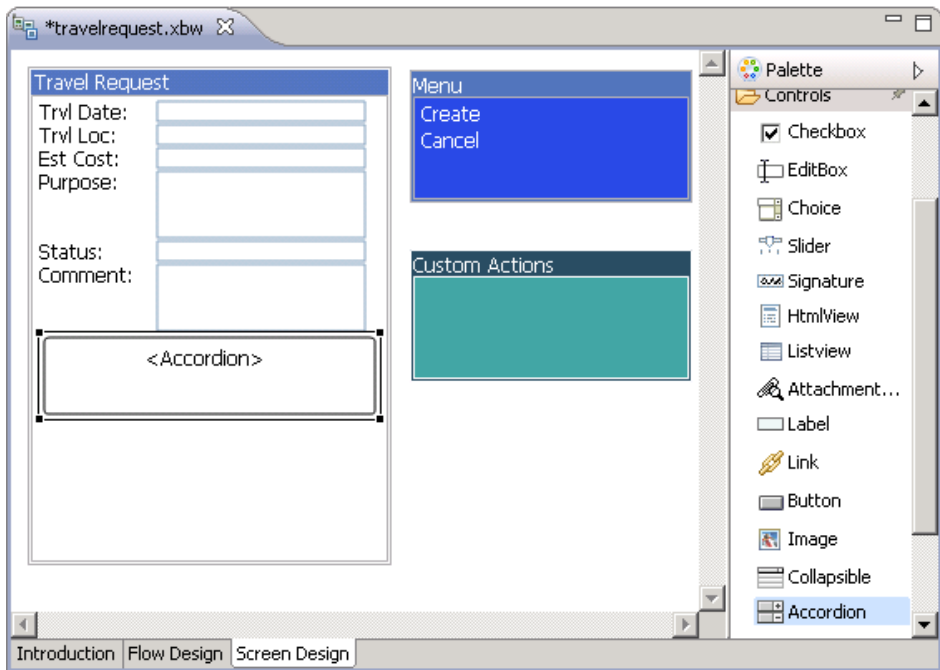 *travelrequest.xbw
Travel Request
Trvl Date:
Trvl Loc:
Est Cost:
Purpose:
Status:
Comment:
<Accordion>
Menu
Create
Cancel
Custom Actions
Palette
Controls
Checkbox
EditBox
Choice
Slider
Signature
HtmlView
Listview
Attachment...
Label
Link
Button
Image
Collapsible
Accordion
Introduction Flow Design Screen Design